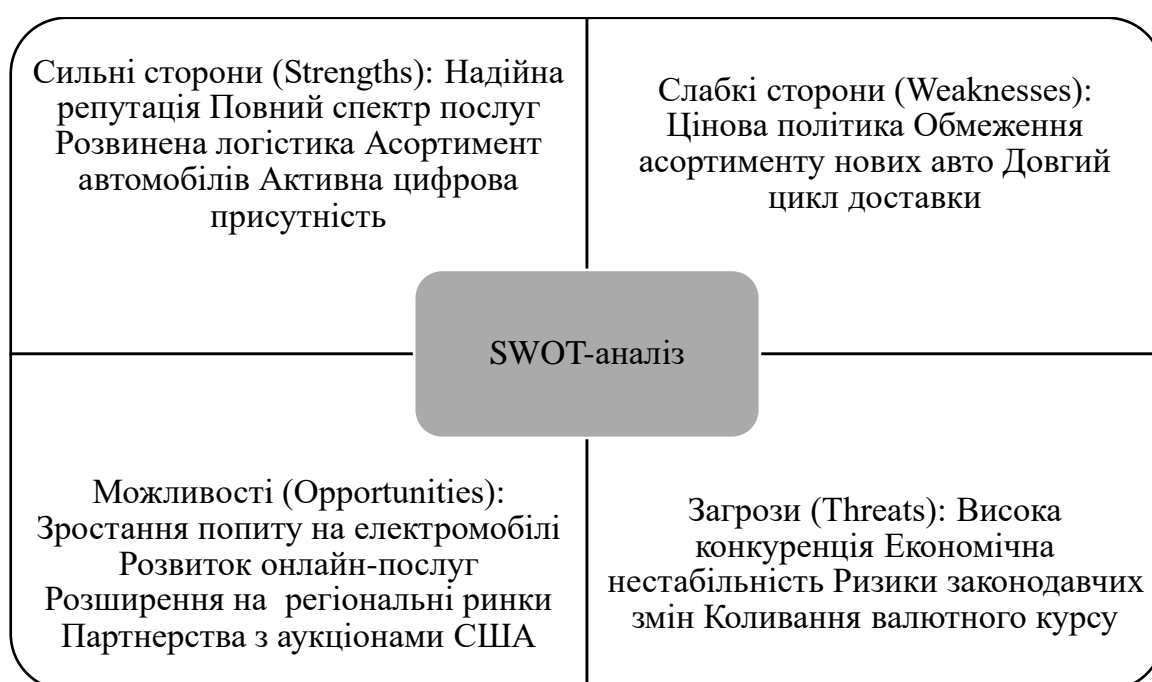 Сильні сторони (Strengths): Надійна
репутація Повний спектр послуг
Розвинена логістика Асортимент
автомобілів Активна цифрова
присутність
Слабкі сторони (Weaknesses):
Цінова політика Обмеження
асортименту нових авто Довгий
цикл доставки
SWOT-аналіз
Можливості (Opportunities):
Зростання попиту на електромобілі
Розвиток онлайн-послуг
Розширення на регіональні ринки
Партнерства з аукціонами США
Загрози (Threats): Висока
конкуренція Економічна
нестабільність Ризики законодавчих
змін Коливання валютного курсу